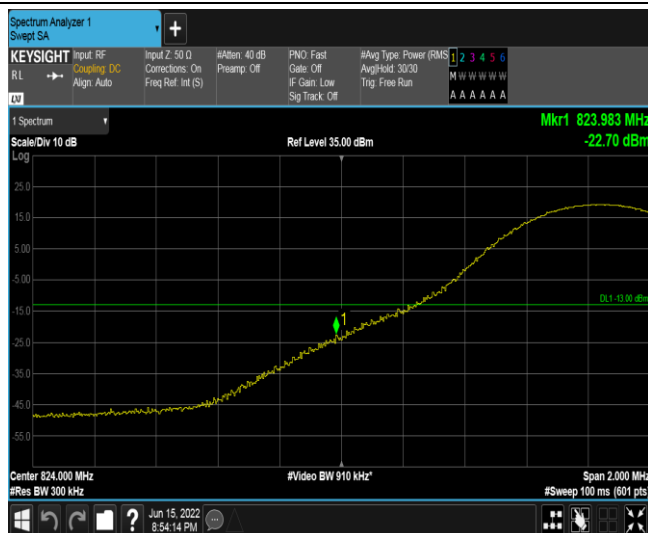 Spectrum Analyzer 1
Swept SA
KEYSIGHT
RL
LXI
Input: RF
Coupling: DC
Align: Auto
Input Z: 50 Ω
Corrections: On
Freq Ref: Int (S)
#Atten: 40 dB
Preamp: Off
PNO: Fast
Gate: Off
IF Gain: Low
Sig Track: Off
#Avg Type: Power (RMS
Avg|Hold: 30/30
Trig: Free Run
1 2 3 4 5 6
M W W W W W
A A A A A A
1 Spectrum
Mkr1 823.983 MHz
-22.70 dBm
Scale/Div 10 dB
Ref Level 35.00 dBm
Log
25.0
15.0
5.00
-5.00
DL1 -13.00 dBm
-15.0
1
-25.0
-35.0
-45.0
-55.0
Center 824.000 MHz
#Video BW 910 kHz*
Span 2.000 MHz
#Res BW 300 kHz
#Sweep 100 ms (601 pts)
?
Jun 15, 2022
8:54:14 PM